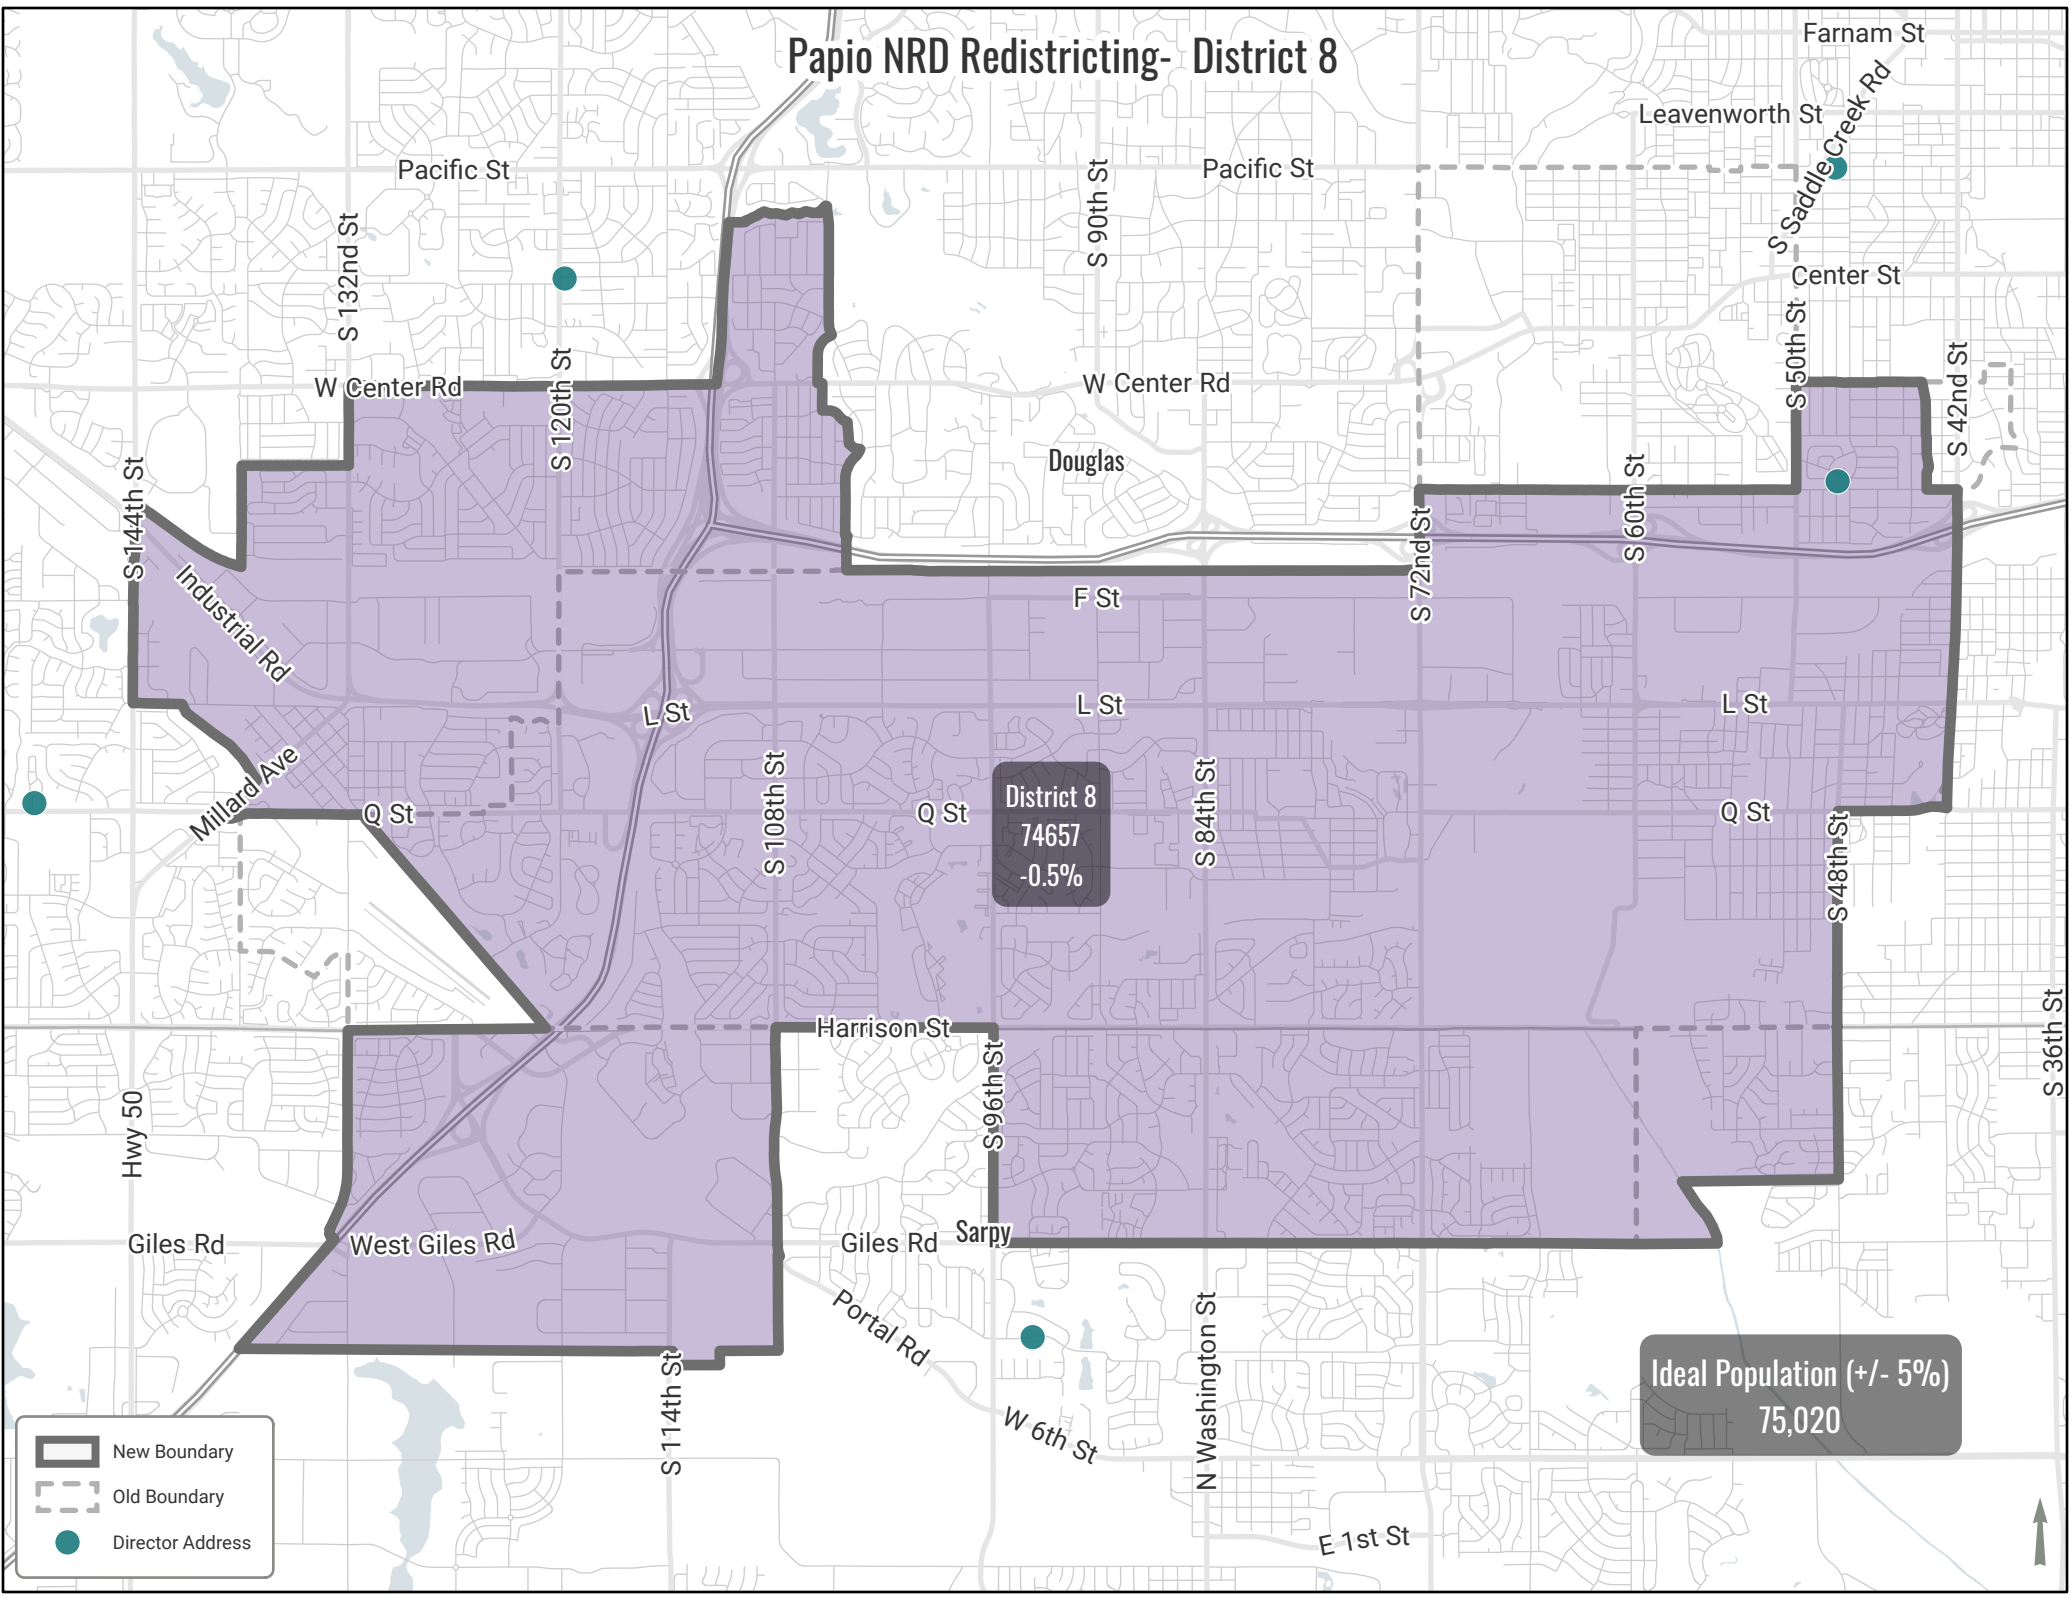 Papio NRD Redistricting-  District 8
Farnam St
Leavenworth St
S Saddle Creek Rd
Pacific St
Pacific St
S 90th St
S 132nd St
Center St
S 50th St
S 42nd St
W Center Rd
S 120th St
W Center Rd
Douglas
S 144th St
S 60th St
S 72nd St
Industrial Rd
F St
L St
L St
L St
Millard Ave
S 108th St
S 84th St
District 8
74657
-0.5%
Q St
Q St
Q St
S 48th St
Harrison St
S 96th St
S 36th St
Hwy 50
Giles Rd
West Giles Rd
Giles Rd
Sarpy
Portal Rd
N Washington St
S 114th St
W 6th St
E 1st St
Ideal Population (+/- 5%)
75,020
New Boundary
Old Boundary
Director Address